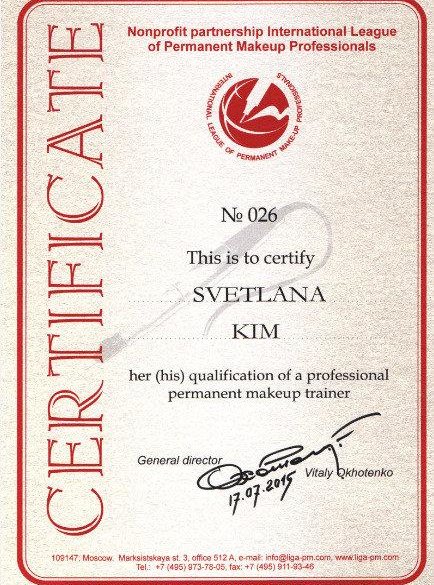 CERTIFICATE
Nonprofit partnership International League
of Permanent Makeup Professionals
INTERNATIONAL LEAGUE OF PERMANENT MAKE-UP PROFESSIONALS
№ 026
This is to certify
SVETLANA
KIM
her (his) qualification of a professional
permanent makeup trainer
General director
Vitaly Okhotenko
17.07.2015
109147, Moscow, Marksistskaya st. 3, office 512 A, e-mail: info@liga-pm.com, www.liga-pm.com
Tel.: +7 (495) 973-78-05, fax: +7 (495) 911-93-46